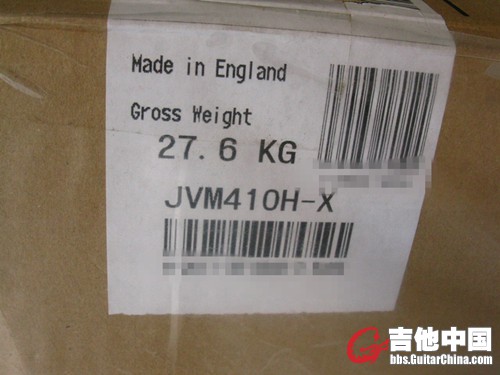 Made in England
Gross Weight
27.6 KG
JVM410H-X
吉他中国
bbs.GuitarChina.com